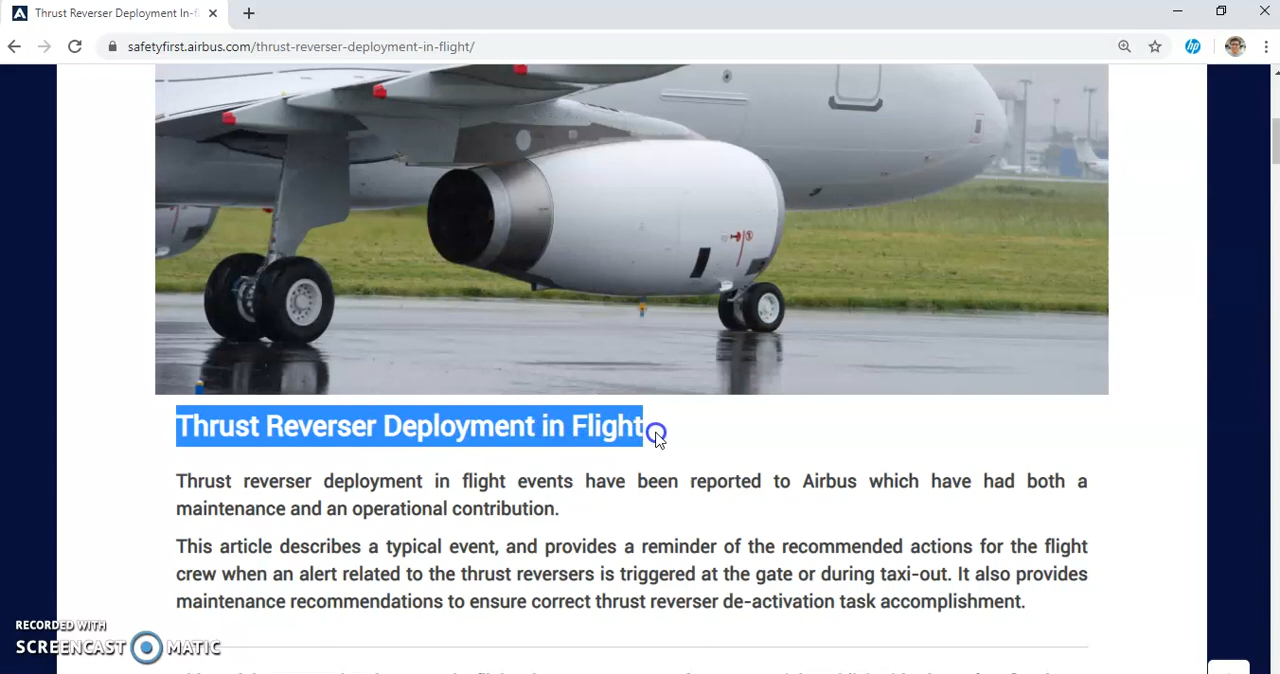 Thrust Reverser Deployment In-f
safetyfirst.airbus.com/thrust-reverser-deployment-in-flight/
Thrust Reverser Deployment in Flight
Thrust reverser deployment in flight events have been reported to Airbus which have had both a
maintenance and an operational contribution.
This article describes a typical event, and provides a reminder of the recommended actions for the flight
crew when an alert related to the thrust reversers is triggered at the gate or during taxi-out. It also provides
maintenance recommendations to ensure correct thrust reverser de-activation task accomplishment.
RECORDED WITH
SCREENCAST MATIC